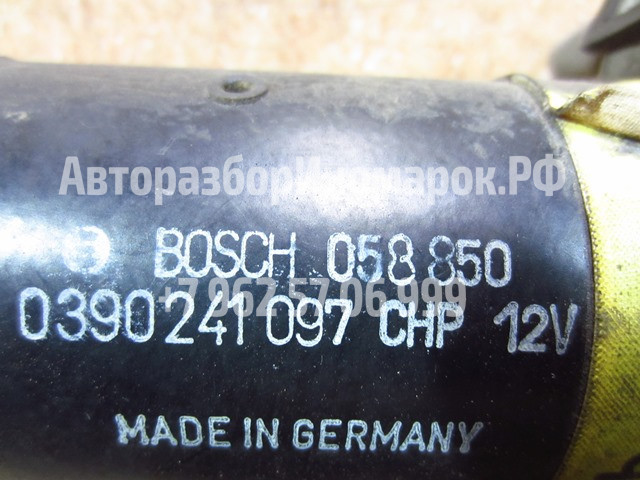 АвторазборИномарок.РФ
BOSCH 058 850
+7 962 57 06 999
0390 241 097 CHP 12V
MADE IN GERMANY